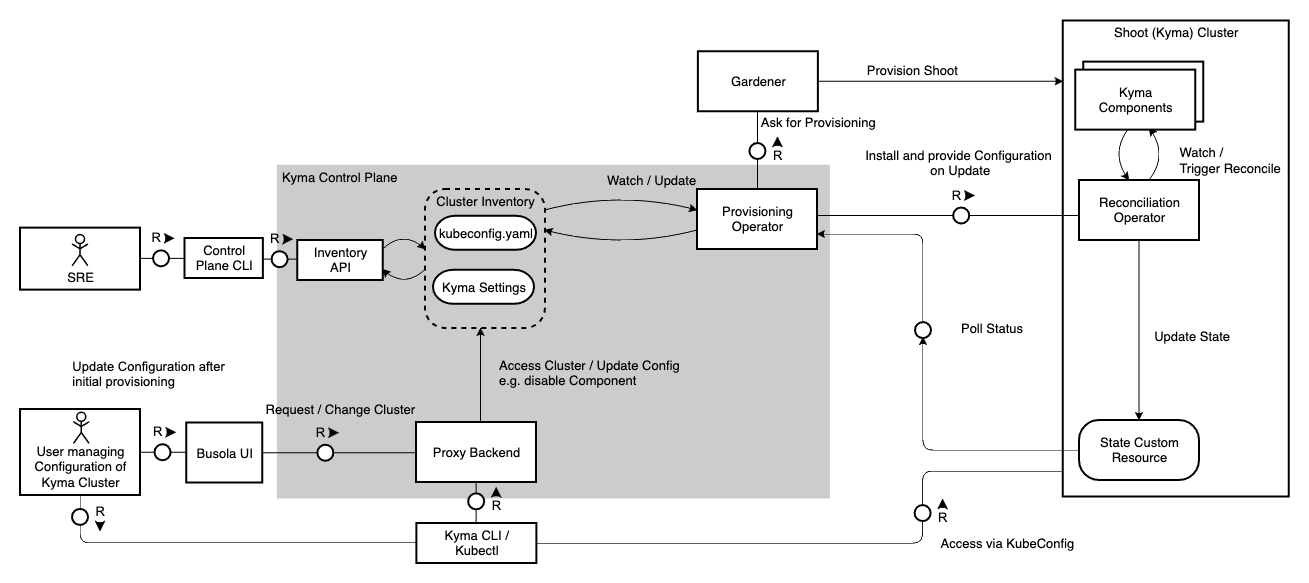 Shoot (Kyma) Cluster
Gardener
Provision Shoot
Kyma
Components
Ask for Provisioning
R
Install and provide Configuration
on Update
R
Watch /
Trigger Reconcile
Kyma Control Plane
Cluster Inventory
kubeconfig.yaml
Kyma Settings
Watch / Update
Provisioning
Operator
Reconciliation
Operator
SRE
R
Control
Plane CLI
R
Inventory
API
Poll Status
Update State
Access Cluster / Update Config
e.g. disable Component
Update Configuration after
initial provisioning
User managing
Configuration of
Kyma Cluster
R
Busola UI
Request / Change Cluster
R
Proxy Backend
State Custom
Resource
R
R
Kyma CLI /
Kubectl
R
Access via KubeConfig